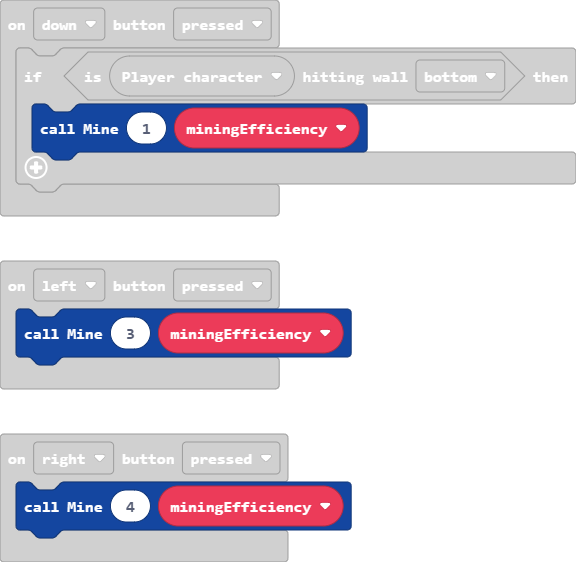 on down button pressed
if is Player character hitting wall bottom then
call Mine 1 miningEfficiency
on left button pressed
call Mine 3 miningEfficiency
on right button pressed
call Mine 4 miningEfficiency